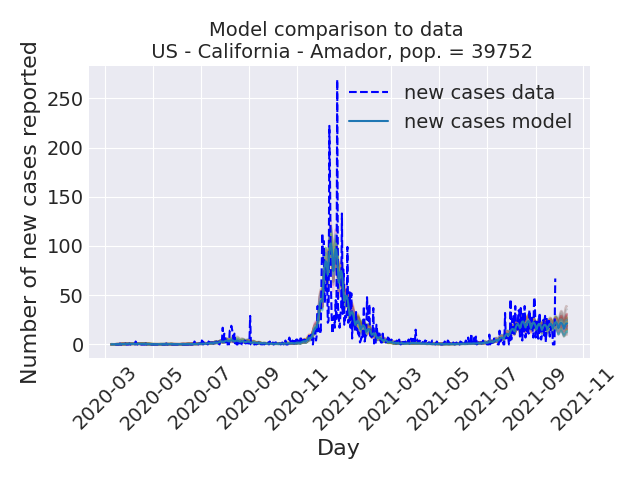 Model comparison to data
US - California - Amador, pop. = 39752
new cases data
new cases model
Number of new cases reported
250
200
150
100
50
0
2020-03
2020-05
2020-07
2020-09
2020-11
2021-01
2021-03
2021-05
2021-07
2021-09
2021-11
Day